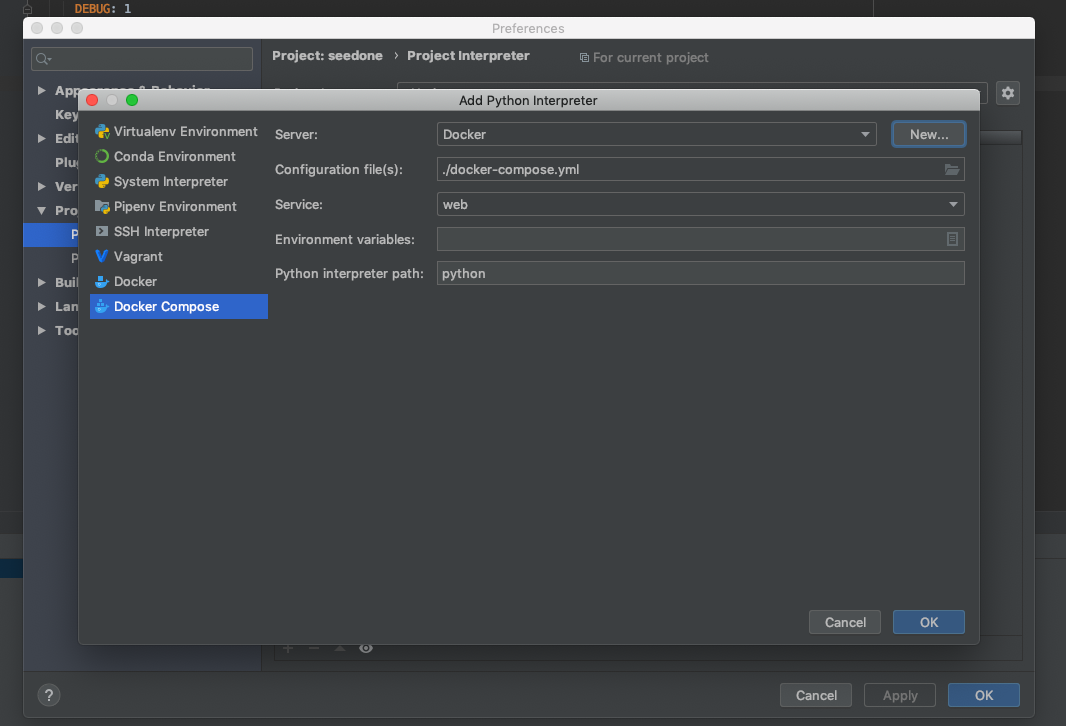 DEBUG: 1
Preferences
Project: seedone › Project Interpreter
For current project
Appearance & Behavior
Key
Edit
Plu
Ver
Pro
P
P
Buil
Lan
Too
Add Python Interpreter
Virtualenv Environment
Conda Environment
System Interpreter
Pipenv Environment
SSH Interpreter
Vagrant
Docker
Docker Compose
Server: Docker New...
Configuration file(s): ./docker-compose.yml
Service: web
Environment variables:
Python interpreter path: python
Cancel OK
? Cancel Apply OK